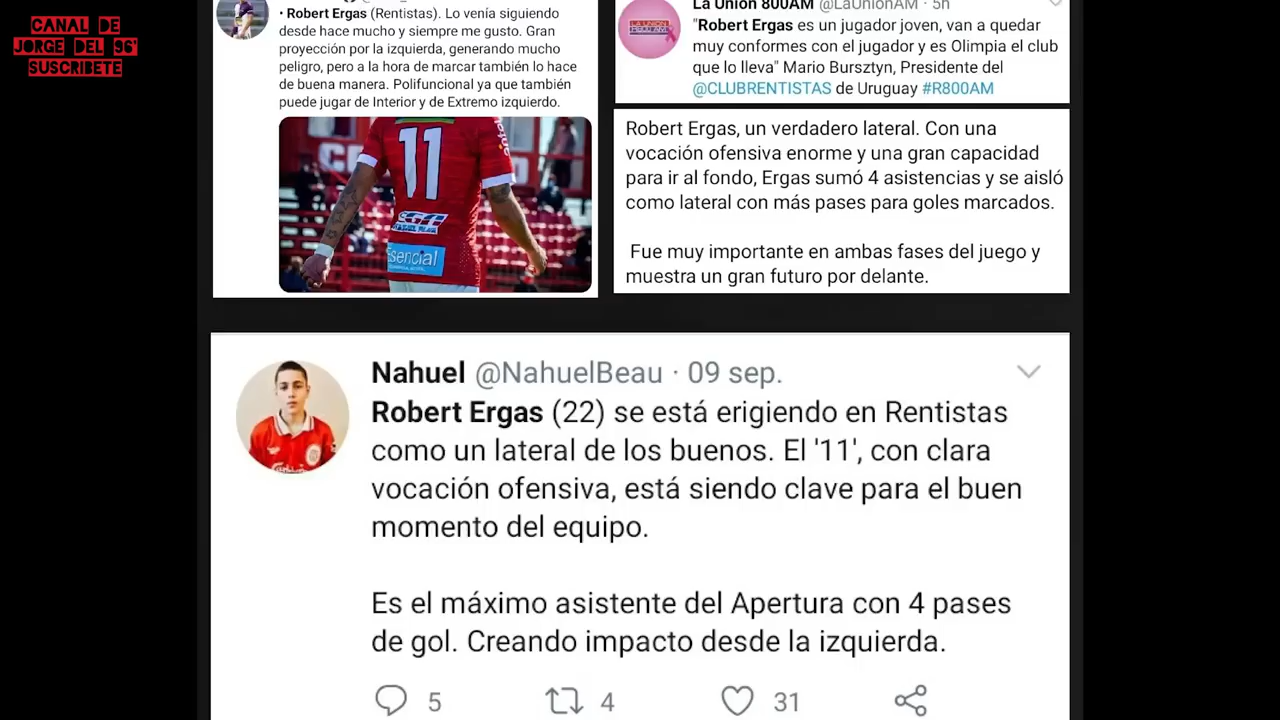 CANAL DE
JORGE DEL 96'
SUSCRIBETE
• Robert Ergas (Rentistas). Lo venía siguiendo
desde hace mucho y siempre me gusto. Gran
proyección por la izquierda, generando mucho
peligro, pero a la hora de marcar también lo hace
de buena manera. Polifuncional ya que también
puede jugar de Interior y de Extremo izquierdo.
11
Esencial
La Unión 800AM @LaUnionAM · 5h
"Robert Ergas es un jugador joven, van a quedar
muy conformes con el jugador y es Olimpia el club
que lo lleva" Mario Bursztyn, Presidente del
@CLUBRENTISTAS de Uruguay #R800AM
Robert Ergas, un verdadero lateral. Con una
vocación ofensiva enorme y una gran capacidad
para ir al fondo, Ergas sumó 4 asistencias y se aisló
como lateral con más pases para goles marcados.
Fue muy importante en ambas fases del juego y
muestra un gran futuro por delante.
Nahuel @NahuelBeau · 09 sep.
Robert Ergas (22) se está erigiendo en Rentistas
como un lateral de los buenos. El '11', con clara
vocación ofensiva, está siendo clave para el buen
momento del equipo.
Es el máximo asistente del Apertura con 4 pases
de gol. Creando impacto desde la izquierda.
5 4 31